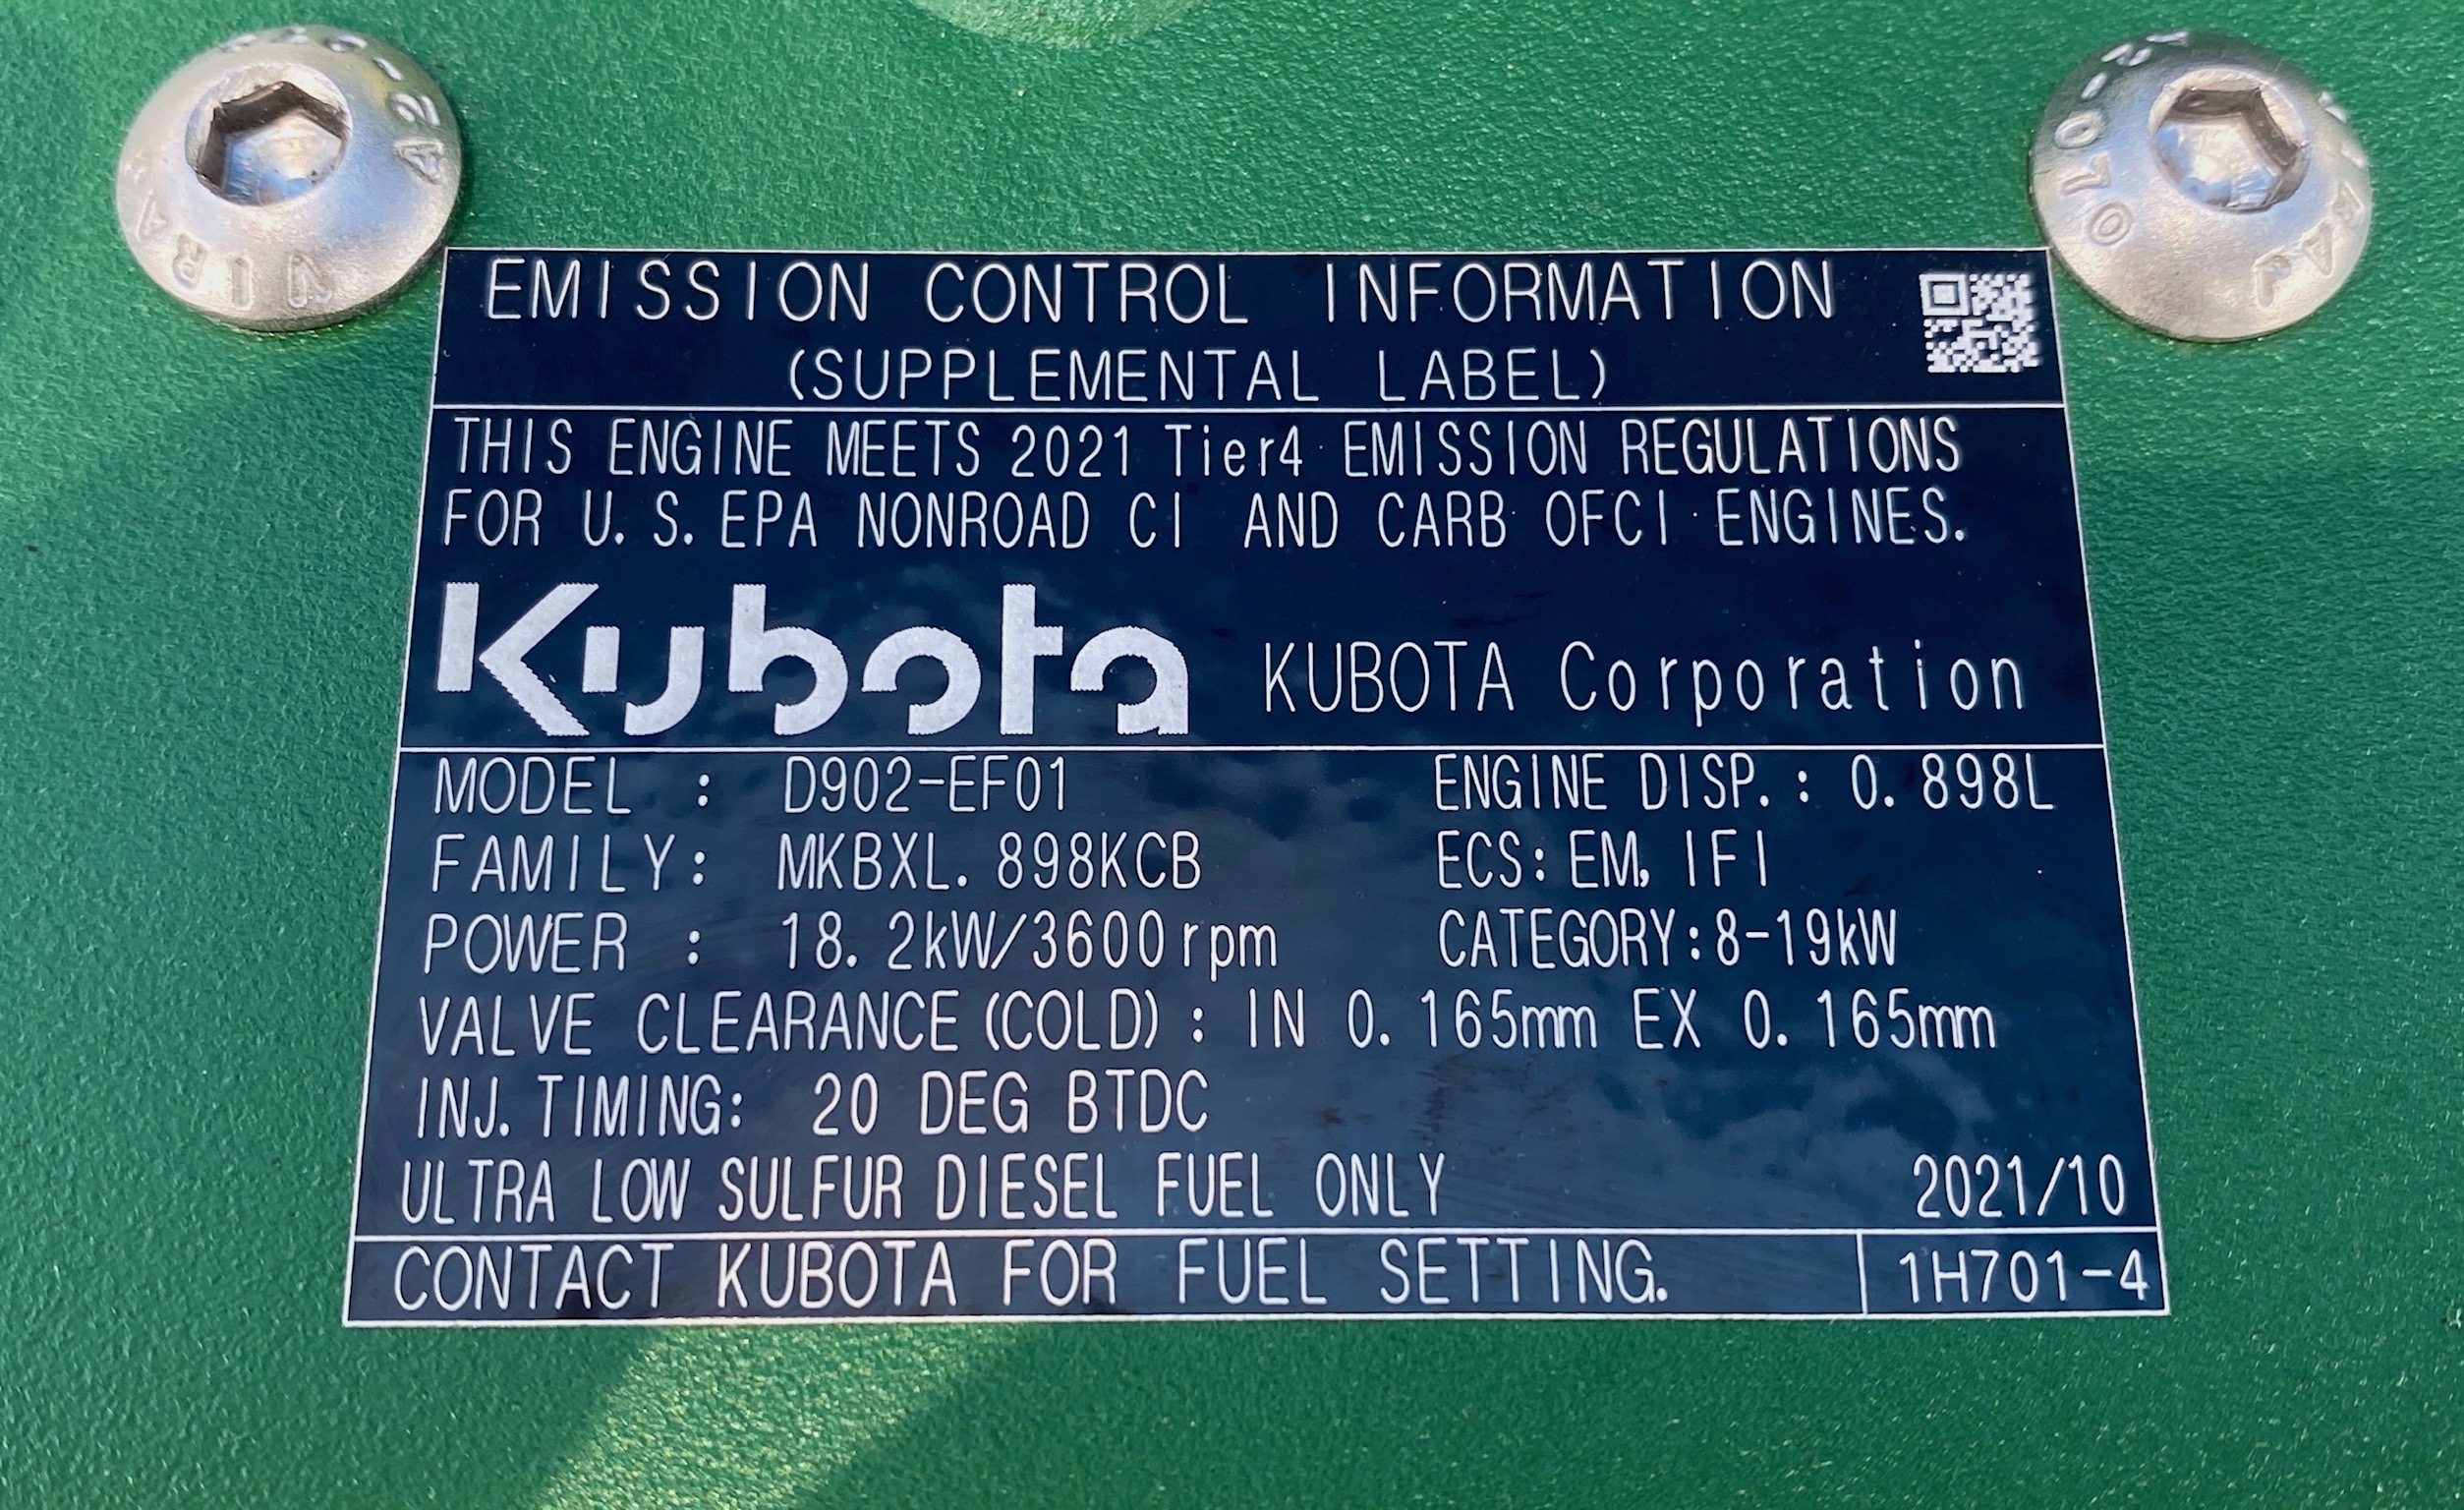 EMISSION CONTROL INFORMATION
(SUPPLEMENTAL LABEL)
THIS ENGINE MEETS 2021 Tier4 EMISSION REGULATIONS
FOR U.S. EPA NONROAD CI AND CARB OFCI ENGINES.
Kubota KUBOTA Corporation
MODEL : D902-EF01 ENGINE DISP.: 0.898L
FAMILY: MKBXL.898KCB ECS: EM, IFI
POWER : 18.2kW/3600rpm CATEGORY:8-19kW
VALVE CLEARANCE (COLD) : IN 0.165mm EX 0.165mm
INJ. TIMING: 20 DEG BTDC
ULTRA LOW SULFUR DIESEL FUEL ONLY 2021/10
CONTACT KUBOTA FOR FUEL SETTING. 1H701-4
A2-070